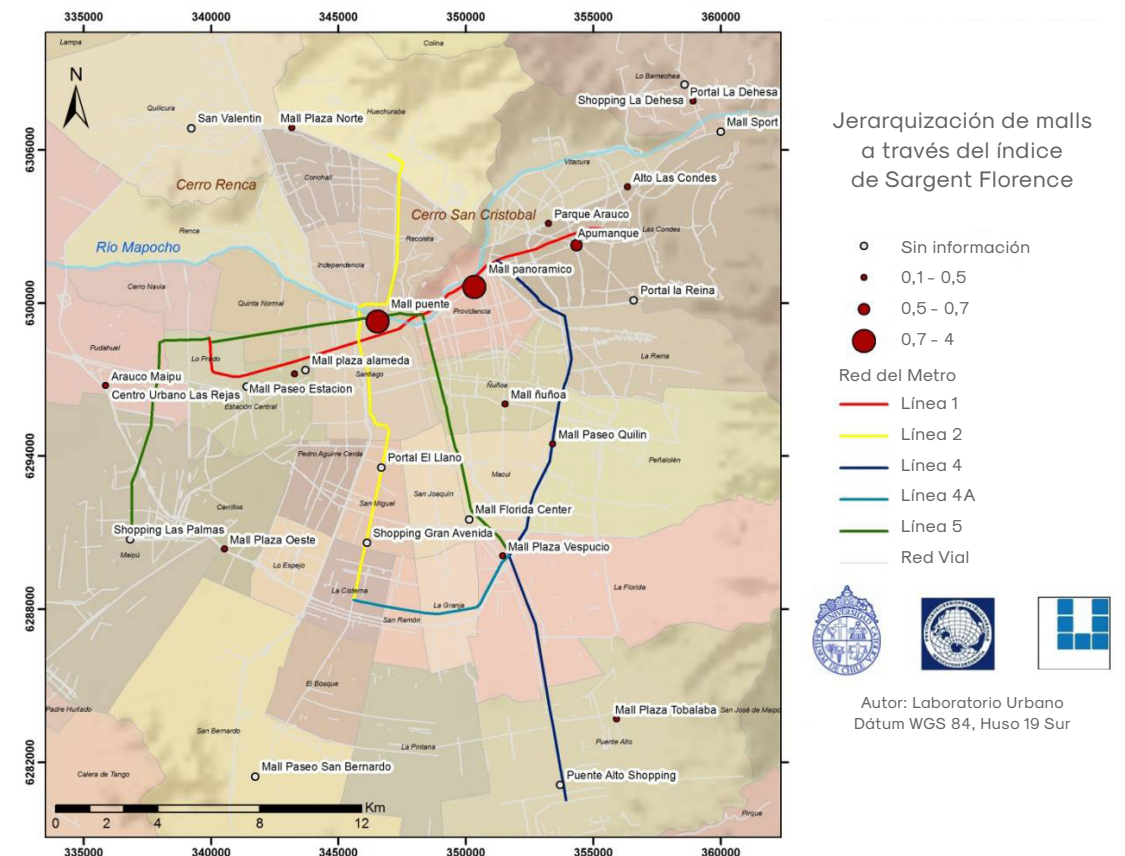 335000 340000 345000 350000 355000 360000
Lampa
Colina
N
Lo Barnechea
Portal La Dehesa
Shopping La Dehesa
Quilicura
Huechuraba
San Valentin
Mall Plaza Norte
Mall Sport
6306000
Vitacura
Conchalí
Alto Las Condes
Cerro Renca
Cerro San Cristobal
Parque Arauco
Renca
Recoleta
Apumanque
Las Condes
Río Mapocho
Independencia
Mall panoramico
Cerro Navia
Portal la Reina
Quinta Normal
Mall puente
6300000
Providencia
Pudahuel
Lo Prado
Mall plaza alameda
La Reina
Santiago
Arauco Maipu
Mall Paseo Estacion
Ñuñoa
Centro Urbano Las Rejas
Mall ñuñoa
Estación Central
Mall Paseo Quilin
Pedro Aguirre Cerda
Portal El Llano
Peñalolén
6294000
Macul
San Joaquín
San Miguel
Cerrillos
Mall Florida Center
Shopping Las Palmas
Shopping Gran Avenida
Mall Plaza Oeste
Mall Plaza Vespucio
Maipú
Lo Espejo
La Cisterna
La Florida
La Granja
6288000
San Ramón
El Bosque
Padre Hurtado
Mall Plaza Tobalaba
San José de Maipo
San Bernardo
Puente Alto
La Pintana
6282000
Mall Paseo San Bernardo
Calera de Tango
Puente Alto Shopping
Km
0 2 4 8 12
Pirque
335000 340000 345000 350000 355000 360000
Jerarquización de malls
a través del índice
de Sargent Florence
Sin información
0,1 - 0,5
0,5 - 0,7
0,7 - 4
Red del Metro
Línea 1
Línea 2
Línea 4
Línea 4A
Línea 5
Red Vial
Autor: Laboratorio Urbano
Dátum WGS 84, Huso 19 Sur